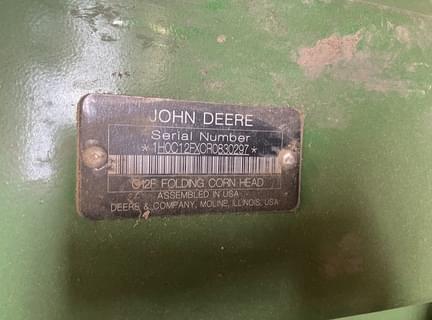 JOHN DEERE
Serial Number
*1H0C12FXCR0830297*
C12F FOLDING CORN HEAD
ASSEMBLED IN USA
DEERE & COMPANY, MOLINE, ILLINOIS, USA